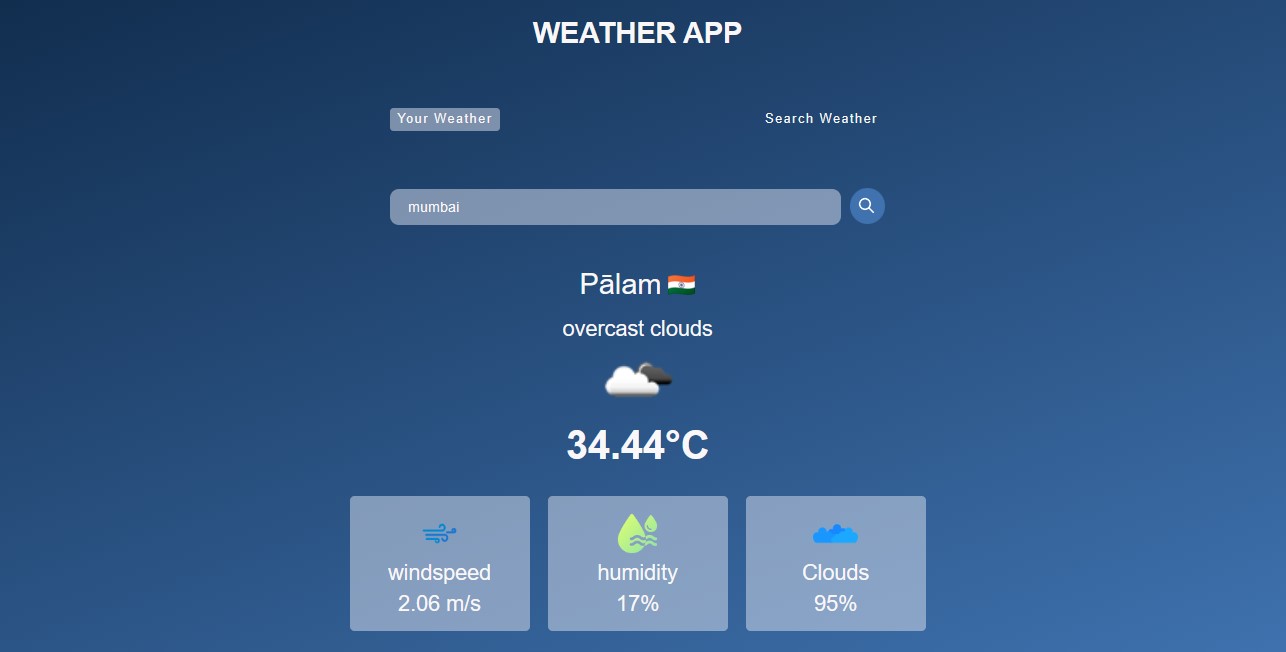 WEATHER APP
Your Weather
Search Weather
mumbai
Pālam
overcast clouds
34.44°C
windspeed
2.06 m/s
humidity
17%
Clouds
95%